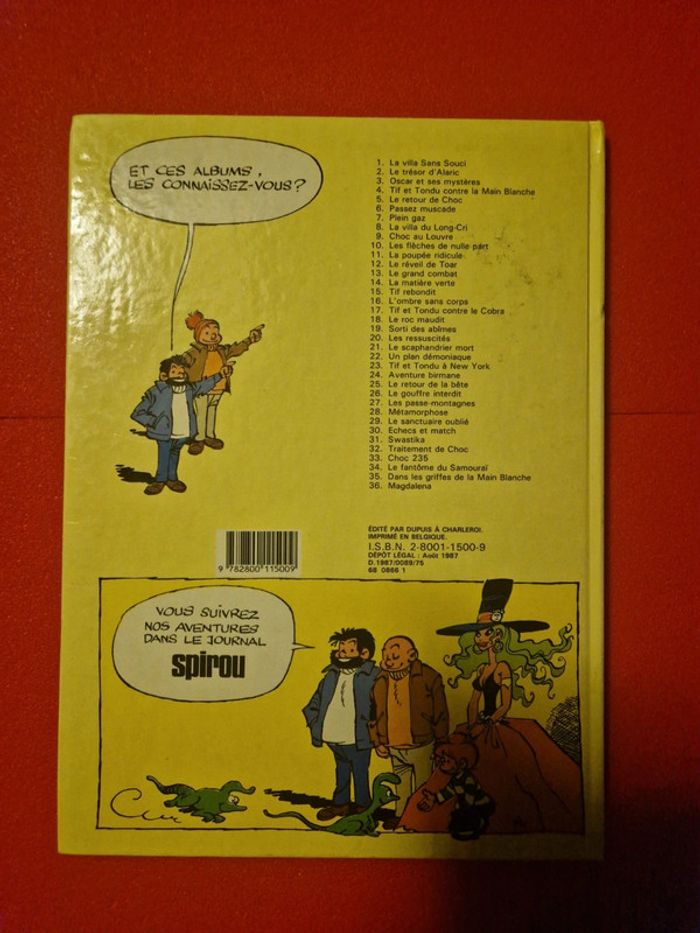 ET CES ALBUMS,
LES CONNAISSEZ-VOUS?
1. La villa Sans Souci
2. Le trésor d'Alaric
3. Oscar et ses mystères
4. Tif et Tondu contre la Main Blanche
5. Le retour de Choc
6. Passez muscade
7. Plein gaz
8. La villa du Long-Cri
9. Choc au Louvre
10. Les flèches de nulle part
11. La poupée ridicule
12. Le réveil de Toar
13. Le grand combat
14. La matière verte
15. Tif rebondit
16. L'ombre sans corps
17. Tif et Tondu contre le Cobra
18. Le roc maudit
19. Sorti des abîmes
20. Les ressuscités
21. Le scaphandrier mort
22. Un plan démoniaque
23. Tif et Tondu à New York
24. Aventure birmane
25. Le retour de la bête
26. Le gouffre interdit
27. Les passe-montagnes
28. Métamorphose
29. Le sanctuaire oublié
30. Echecs et match
31. Swastika
32. Traitement de Choc
33. Choc 235
34. Le fantôme du Samouraï
35. Dans les griffes de la Main Blanche
36. Magdalena
ÉDITÉ PAR DUPUIS À CHARLEROI.
IMPRIMÉ EN BELGIQUE.
I.S.B.N. 2-8001-1500-9
DÉPÔT LÉGAL : Août 1987
D.1987/0089/75
68 0866 1
9 782800 115009
VOUS SUIVREZ
NOS AVENTURES
DANS LE JOURNAL
spirou